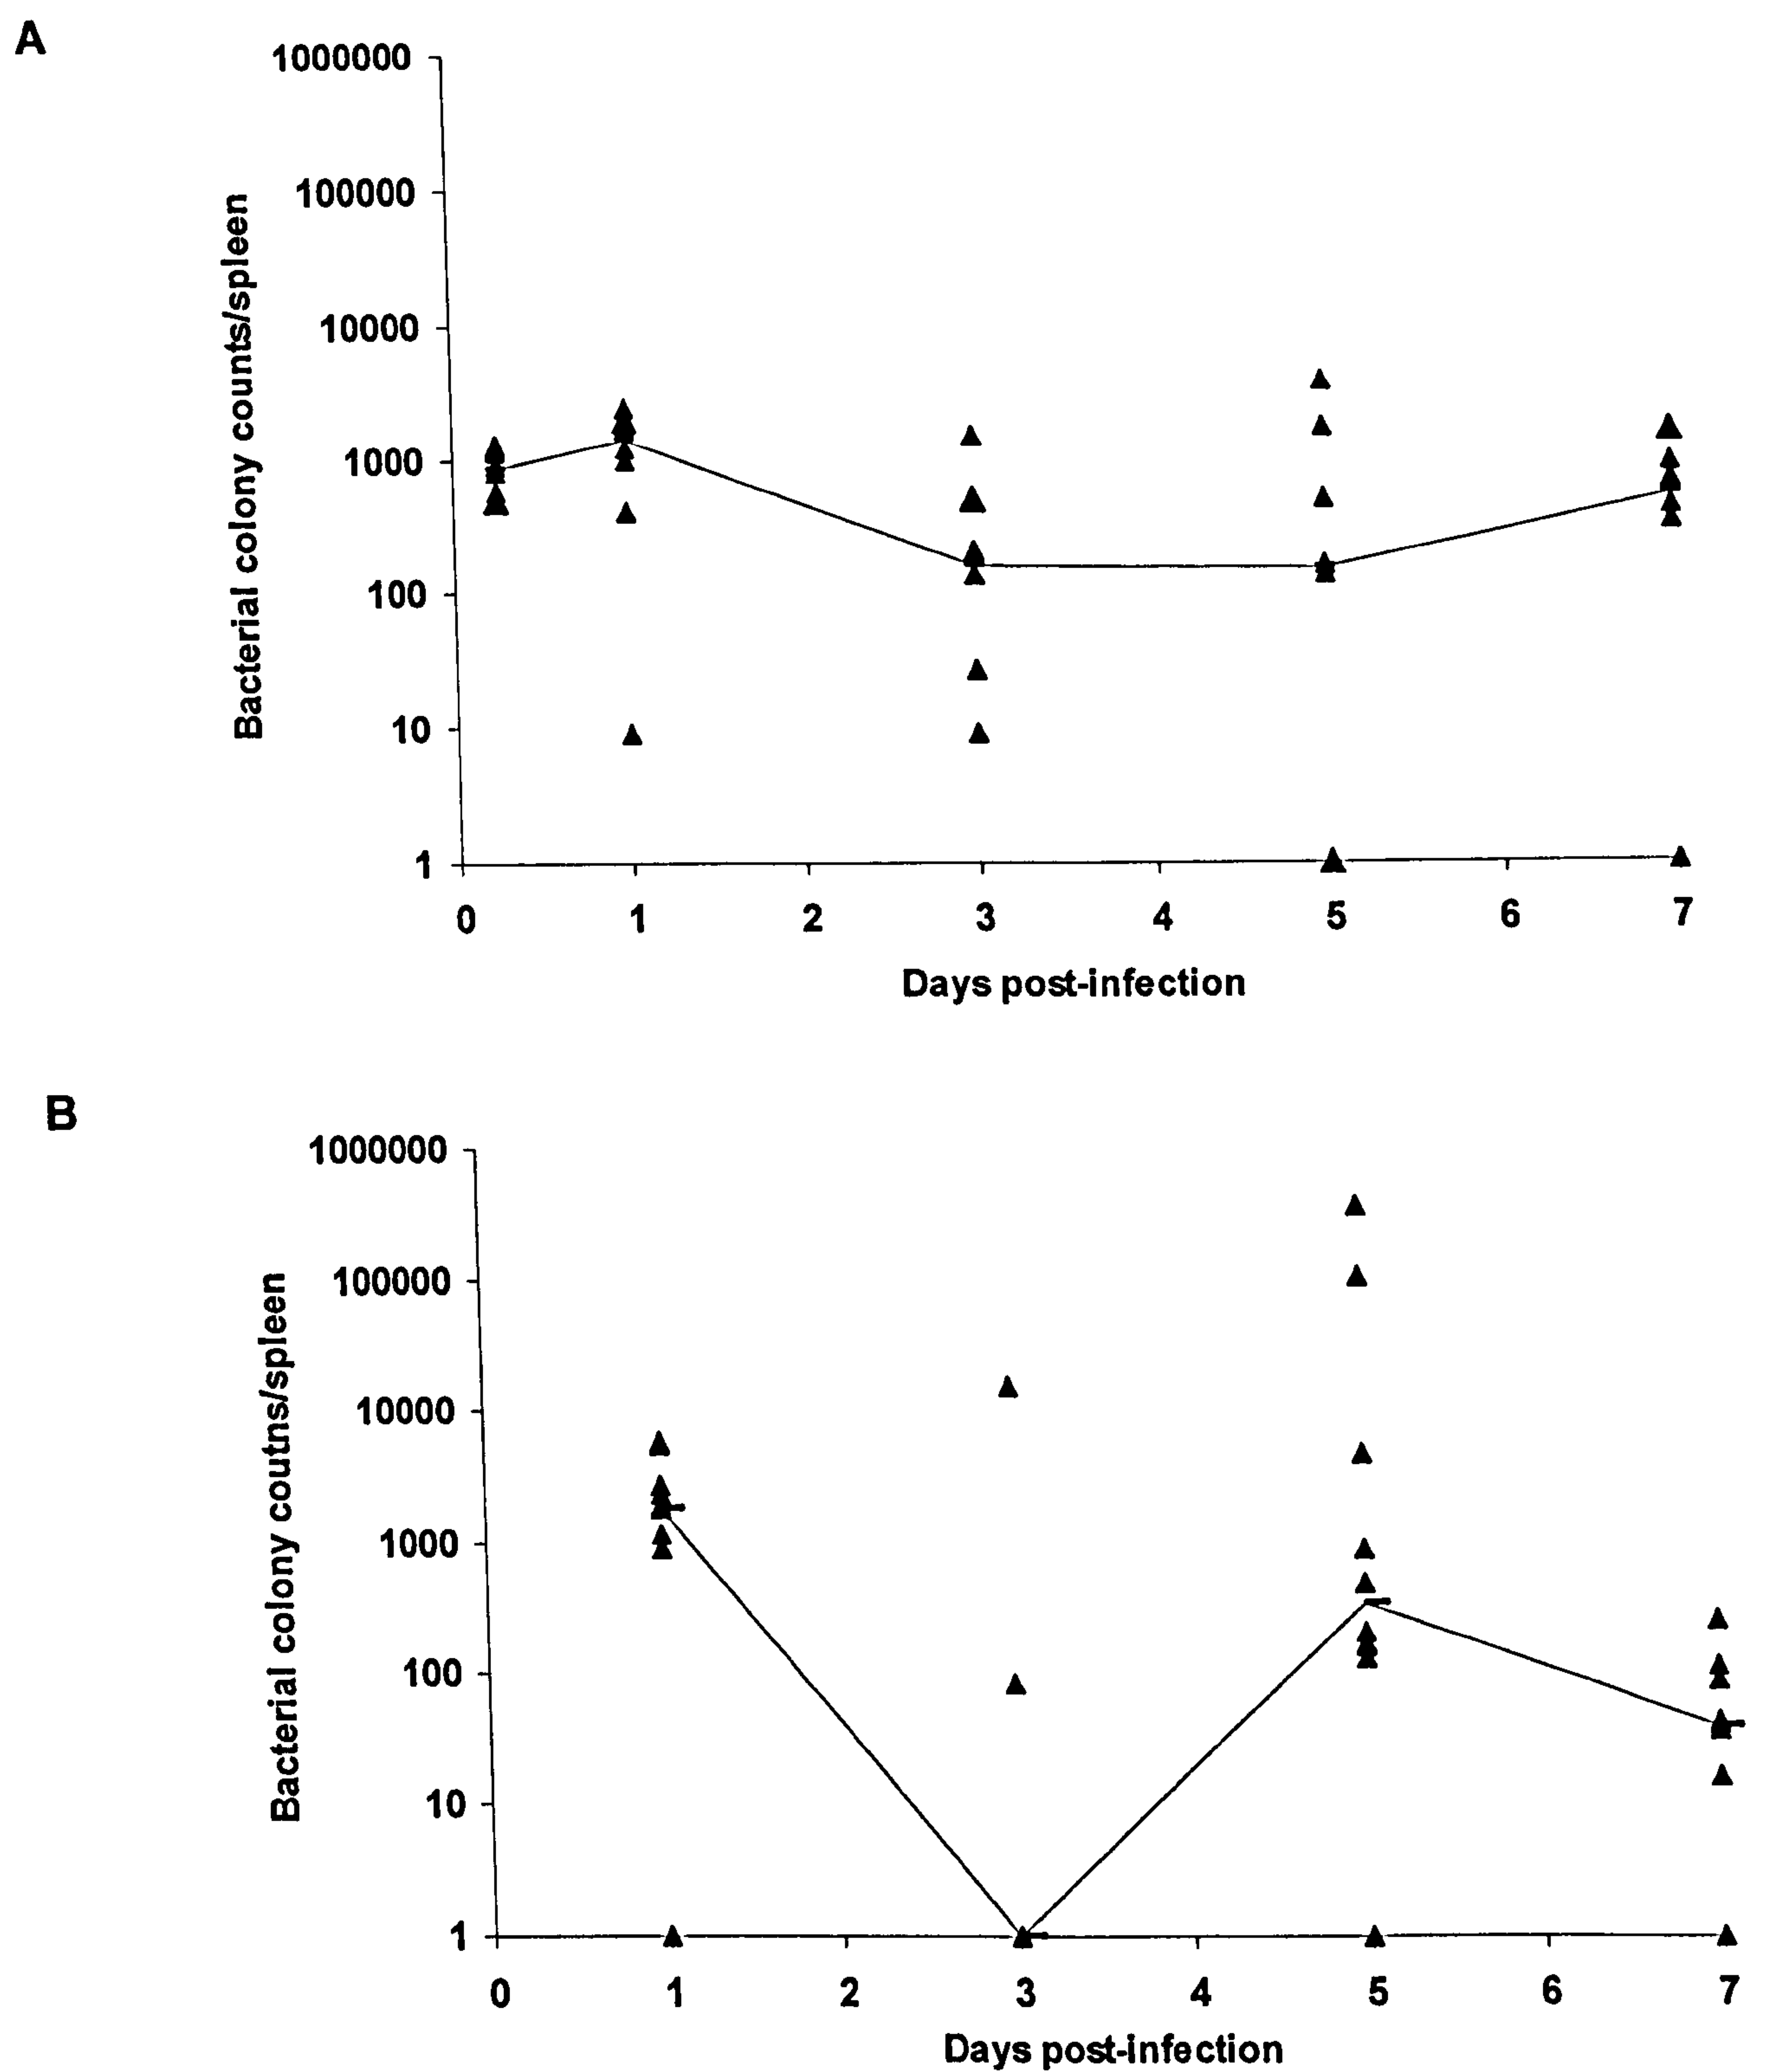 A
1000000
100000
10000
1000
100
10
1
Bacterial colony counts/spleen
0 1 2 3 4 5 6 7
Days post-infection
B
1000000
100000
10000
1000
100
10
1
Bacterial colony coutns/spleen
0 1 2 3 4 5 6 7
Days post-infection